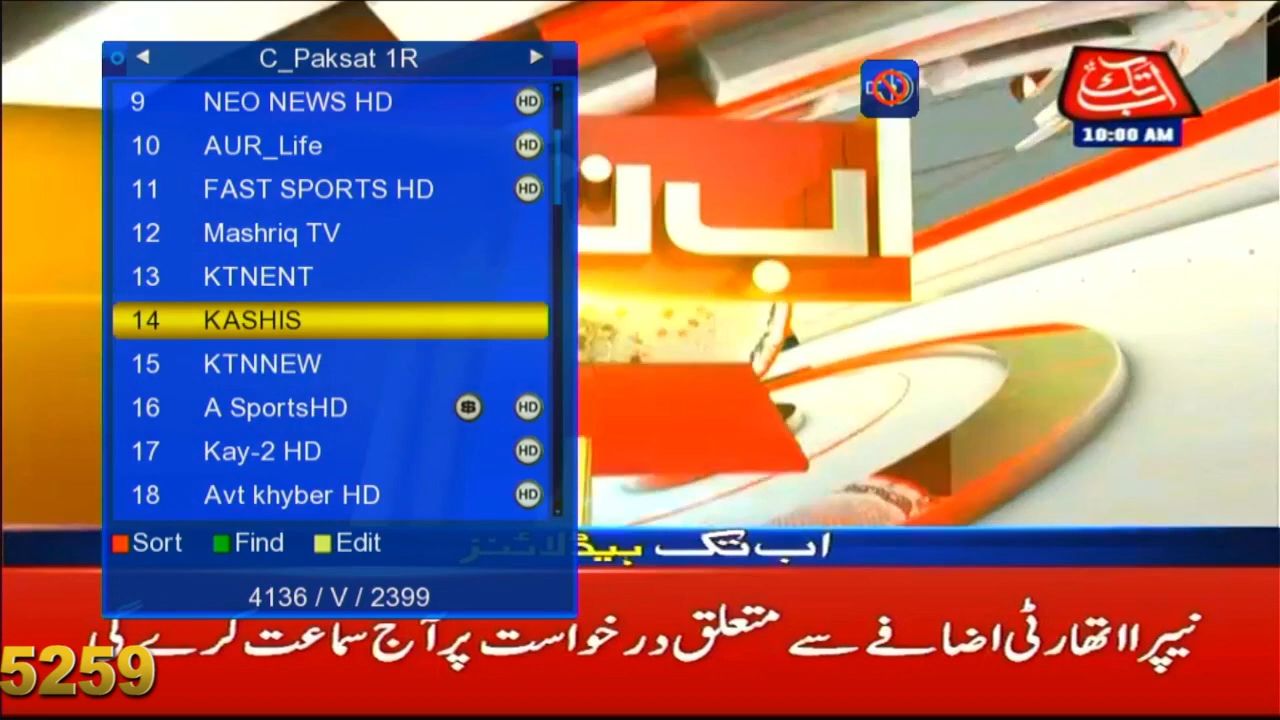 C_Paksat 1R
9 NEO NEWS HD HD
10 AUR_Life HD
11 FAST SPORTS HD HD
12 Mashriq TV
13 KTNENT
14 KASHIS
15 KTNNEW
16 A SportsHD $ HD
17 Kay-2 HD HD
18 Avt khyber HD HD
Sort Find Edit
4136 / V / 2399
اب تک
10:00 AM
اب تک ہیڈلائنز
نیپرا اتھارٹی اضافے سے متعلق درخواست پر آج سماعت کرے گی
5259